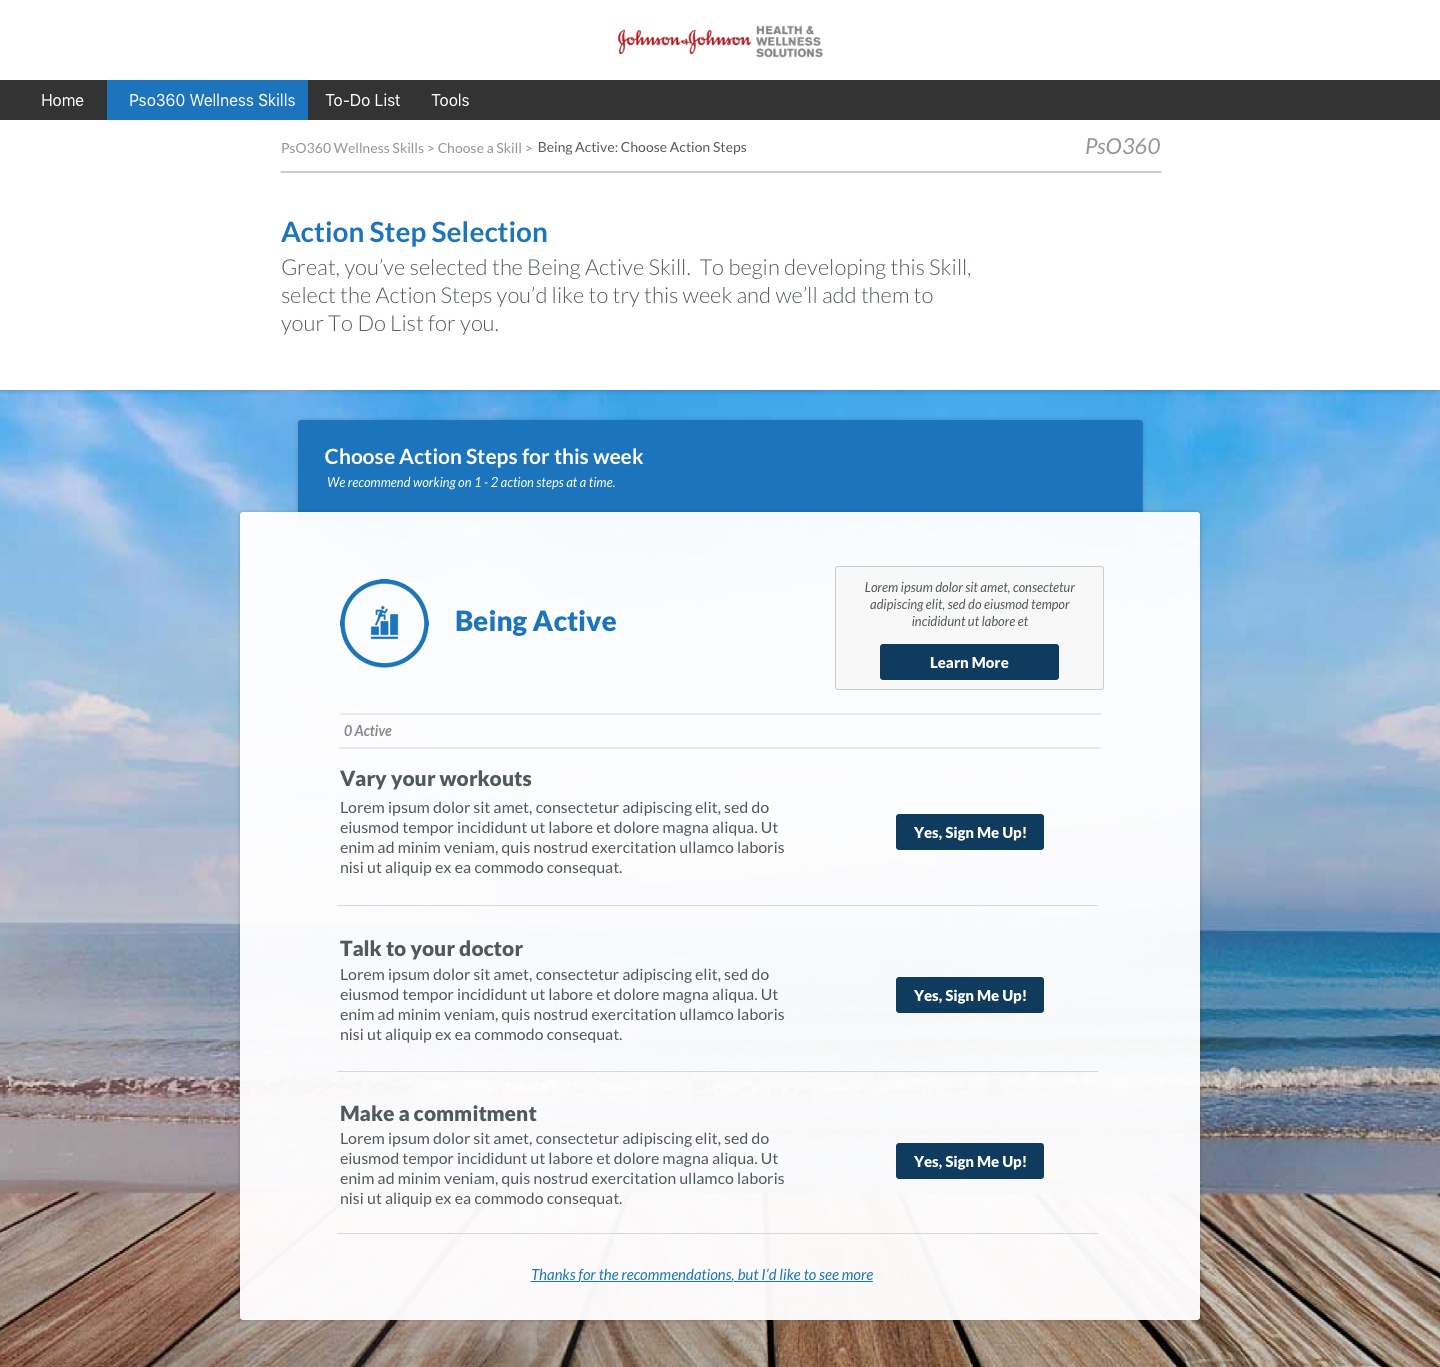 Johnson & Johnson HEALTH &
WELLNESS
SOLUTIONS
Home Pso360 Wellness Skills To-Do List Tools
PsO360 Wellness Skills > Choose a Skill > Being Active: Choose Action Steps PsO360
Action Step Selection
Great, you’ve selected the Being Active Skill.  To begin developing this Skill,
select the Action Steps you’d like to try this week and we’ll add them to
your To Do List for you.
Choose Action Steps for this week
We recommend working on 1 - 2 action steps at a time.
Being Active
Lorem ipsum dolor sit amet, consectetur
adipiscing elit, sed do eiusmod tempor
incididunt ut labore et
Learn More
0 Active
Vary your workouts
Lorem ipsum dolor sit amet, consectetur adipiscing elit, sed do
eiusmod tempor incididunt ut labore et dolore magna aliqua. Ut
enim ad minim veniam, quis nostrud exercitation ullamco laboris
nisi ut aliquip ex ea commodo consequat.
Yes, Sign Me Up!
Talk to your doctor
Lorem ipsum dolor sit amet, consectetur adipiscing elit, sed do
eiusmod tempor incididunt ut labore et dolore magna aliqua. Ut
enim ad minim veniam, quis nostrud exercitation ullamco laboris
nisi ut aliquip ex ea commodo consequat.
Yes, Sign Me Up!
Make a commitment
Lorem ipsum dolor sit amet, consectetur adipiscing elit, sed do
eiusmod tempor incididunt ut labore et dolore magna aliqua. Ut
enim ad minim veniam, quis nostrud exercitation ullamco laboris
nisi ut aliquip ex ea commodo consequat.
Yes, Sign Me Up!
Thanks for the recommendations, but I’d like to see more